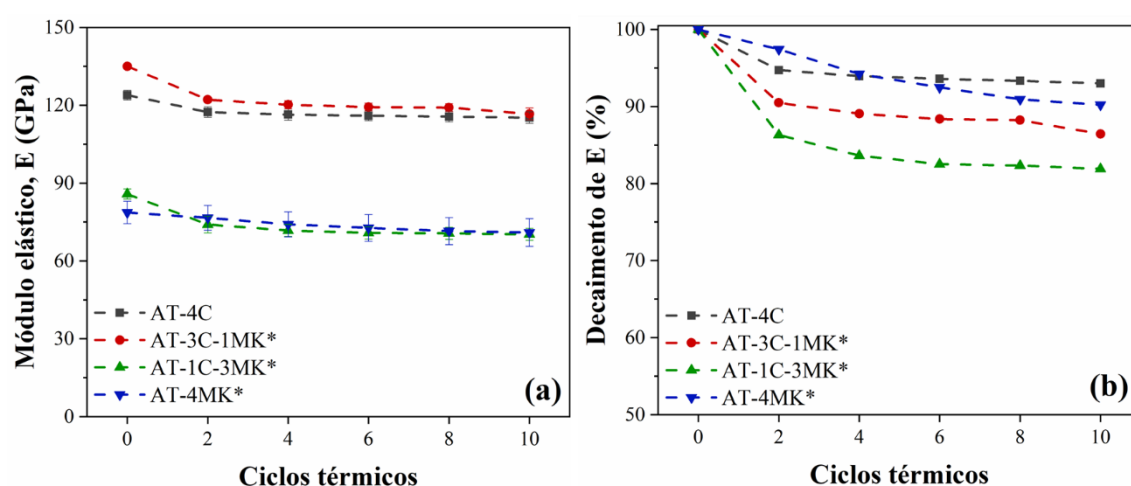 Módulo elástico, E (GPa)
150
120
90
60
30
0
0 2 4 6 8 10
Ciclos térmicos
AT-4C
AT-3C-1MK*
AT-1C-3MK*
AT-4MK*
(a)
Decaimento de E (%)
100
90
80
70
60
50
0 2 4 6 8 10
Ciclos térmicos
AT-4C
AT-3C-1MK*
AT-1C-3MK*
AT-4MK*
(b)